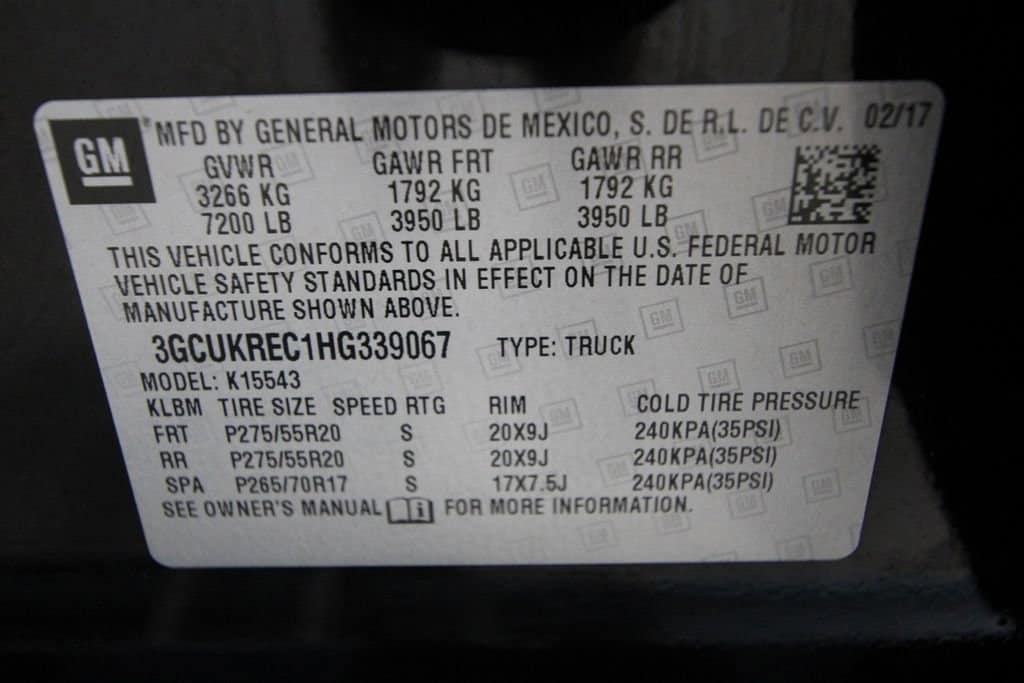 GM ® MFD BY GENERAL MOTORS DE MEXICO, S. DE R.L. DE C.V. 02/17
GVWR GAWR FRT GAWR RR
3266 KG 1792 KG 1792 KG
7200 LB 3950 LB 3950 LB
THIS VEHICLE CONFORMS TO ALL APPLICABLE U.S. FEDERAL MOTOR
VEHICLE SAFETY STANDARDS IN EFFECT ON THE DATE OF
MANUFACTURE SHOWN ABOVE.
3GCUKREC1HG339067 TYPE: TRUCK
MODEL: K15543
KLBM TIRE SIZE SPEED RTG RIM COLD TIRE PRESSURE
FRT P275/55R20 S 20X9J 240KPA(35PSI)
RR P275/55R20 S 20X9J 240KPA(35PSI)
SPA P265/70R17 S 17X7.5J 240KPA(35PSI)
SEE OWNER'S MANUAL i FOR MORE INFORMATION.